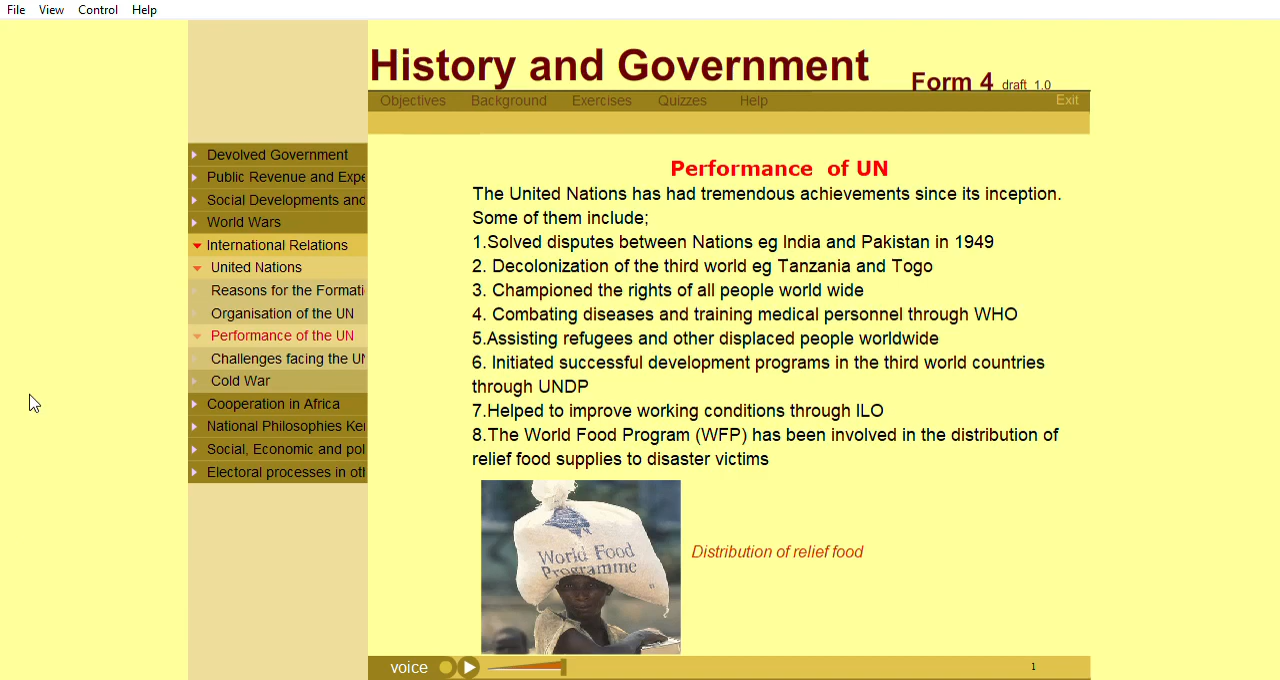 File View Control Help
History and Government
Form 4 draft 1.0
Objectives Background Exercises Quizzes Help Exit
Devolved Government
Public Revenue and Expe
Social Developments and
World Wars
International Relations
United Nations
Reasons for the Formati
Organisation of the UN
Performance of the UN
Challenges facing the UN
Cold War
Cooperation in Africa
National Philosophies Ker
Social, Economic and pol
Electoral processes in oth
Performance of UN
The United Nations has had tremendous achievements since its inception.
Some of them include;
1.Solved disputes between Nations eg India and Pakistan in 1949
2. Decolonization of the third world eg Tanzania and Togo
3. Championed the rights of all people world wide
4. Combating diseases and training medical personnel through WHO
5.Assisting refugees and other displaced people worldwide
6. Initiated successful development programs in the third world countries
through UNDP
7.Helped to improve working conditions through ILO
8.The World Food Program (WFP) has been involved in the distribution of
relief food supplies to disaster victims
World Food
Programme
Distribution of relief food
voice
1